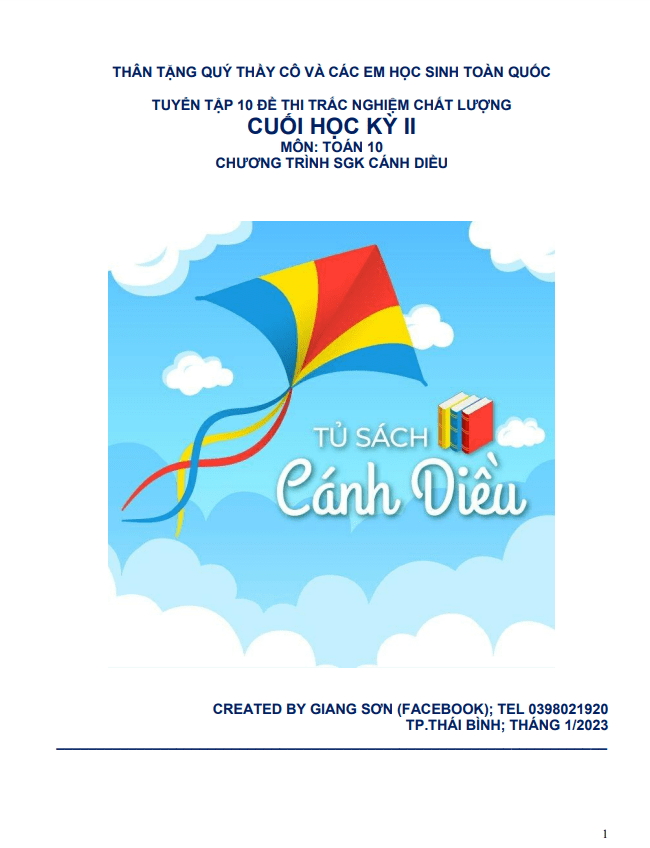 THÂN TẶNG QUÝ THẦY CÔ VÀ CÁC EM HỌC SINH TOÀN QUỐC
TUYỂN TẬP 10 ĐỀ THI TRẮC NGHIỆM CHẤT LƯỢNG
CUỐI HỌC KỲ II
MÔN: TOÁN 10
CHƯƠNG TRÌNH SGK CÁNH DIỀU
TỦ SÁCH
Cánh Diều
CREATED BY GIANG SƠN (FACEBOOK); TEL 0398021920
TP.THÁI BÌNH; THÁNG 1/2023
1